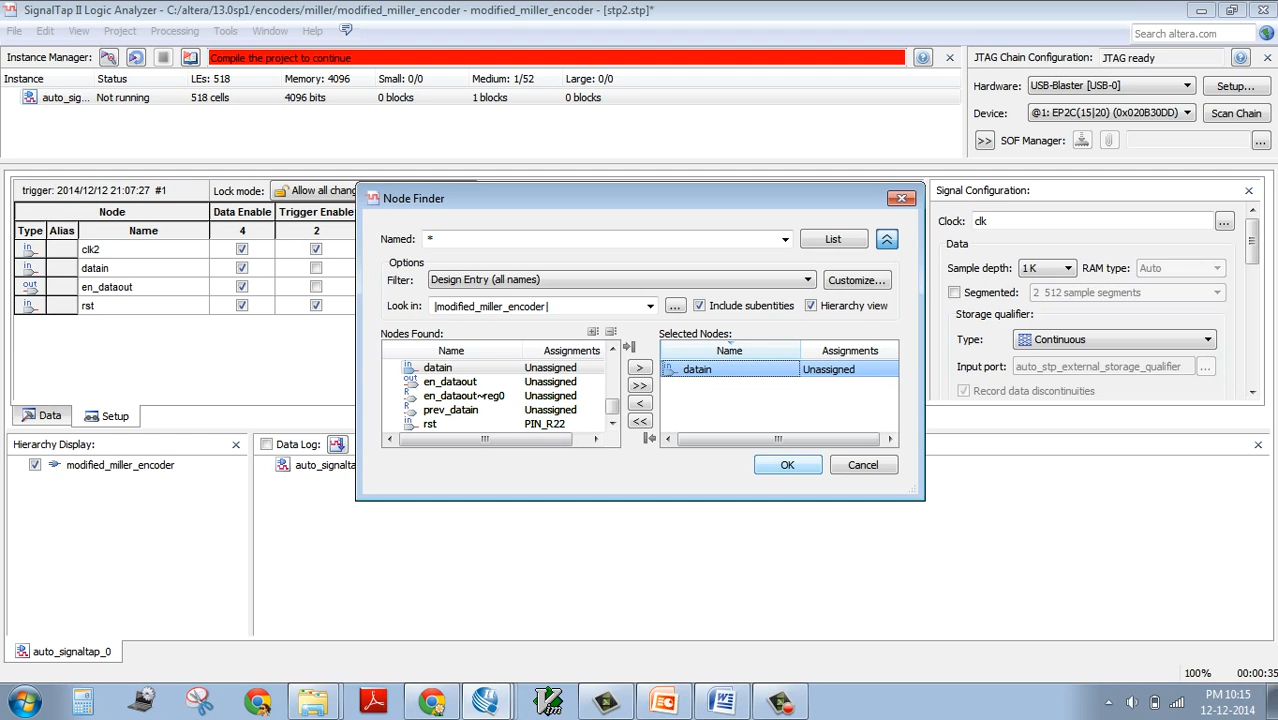 SignalTap II Logic Analyzer - C:/altera/13.0sp1/encoders/miller/modified_miller_encoder - modified_miller_encoder - [stp2.stp]*
File Edit View Project Processing Tools Window Help
Search altera.com
Instance Manager: Compile the project to continue
JTAG Chain Configuration: JTAG ready
Instance Status LEs: 518 Memory: 4096 Small: 0/0 Medium: 1/52 Large: 0/0
auto_sig... Not running 518 cells 4096 bits 0 blocks 1 blocks 0 blocks
Hardware: USB-Blaster [USB-0] Setup...
Device: @1: EP2C(15|20) (0x020B30DD) Scan Chain
>> SOF Manager: ...
trigger: 2014/12/12 21:07:27 #1 Lock mode: Allow all chang
Node Data Enable Trigger Enable
Type Alias Name 4 2
in clk2
in datain
out en_dataout
in rst
Data Setup
Node Finder
Named: * List
Options
Filter: Design Entry (all names) Customize...
Look in: |modified_miller_encoder| ... Include subentities Hierarchy view
Nodes Found: Selected Nodes:
Name Assignments
datain Unassigned
out en_dataout Unassigned
R en_dataout~reg0 Unassigned
R prev_datain Unassigned
in rst PIN_R22
> >> < <<
Name Assignments
in datain Unassigned
OK Cancel
Signal Configuration:
Clock: clk ...
Data
Sample depth: 1 K RAM type: Auto
Segmented: 2 512 sample segments
Storage qualifier:
Type: Continuous
Input port: auto_stp_external_storage_qualifier ...
Record data discontinuities
Hierarchy Display:
modified_miller_encoder
Data Log:
auto_signalta
auto_signaltap_0
100% 00:00:35
PM 10:15
12-12-2014